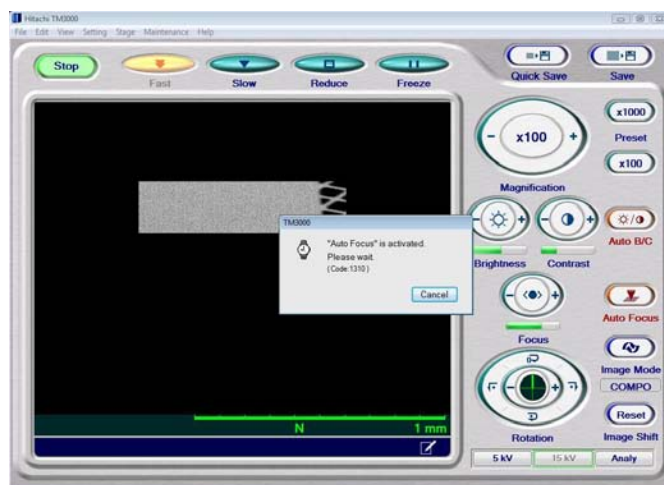 Hitachi TM3000
File Edit View Setting Stage Maintenance Help
Stop
Fast
Slow
Reduce
Freeze
Quick Save
Save
x1000
Preset
x100
- x100 +
Magnification
- +
- +
Brightness
Contrast
Auto B/C
TM3000
"Auto Focus" is activated.
Please wait.
(Code:1310)
Cancel
- +
Focus
Auto Focus
Image Mode
COMPO
- +
Rotation
Reset
Image Shift
N
1 mm
5 kV
15 kV
Analy